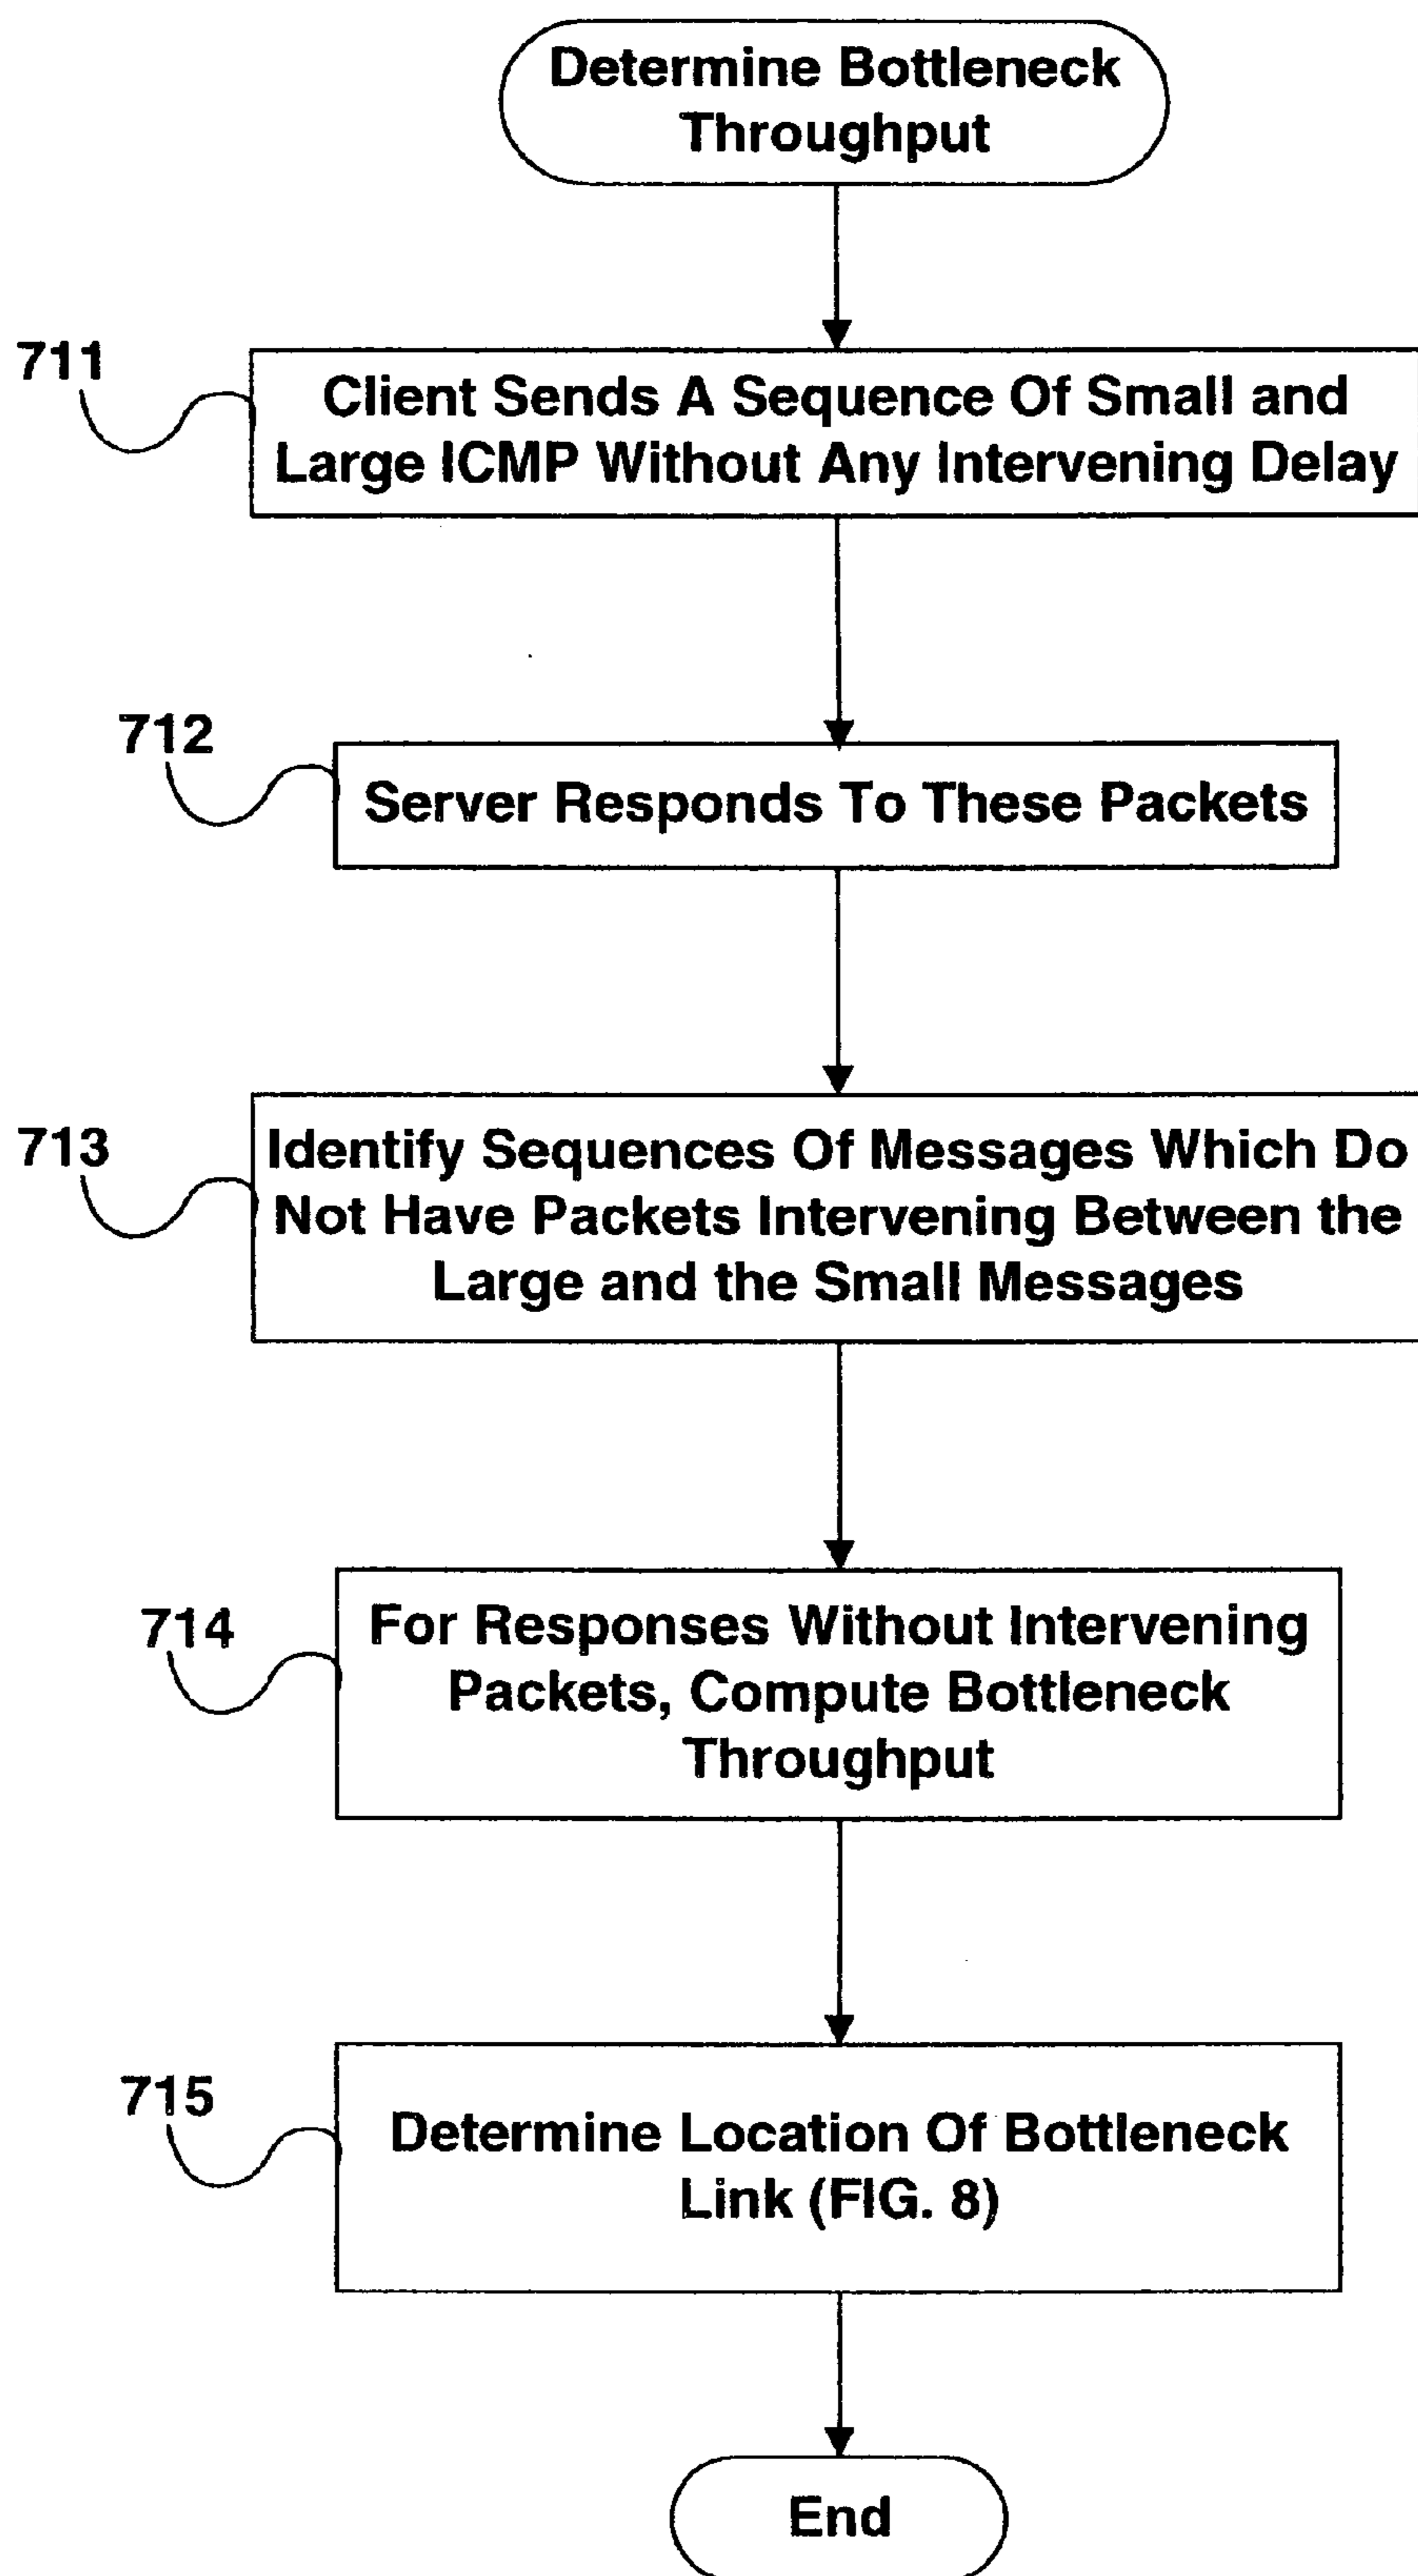 Determine Bottleneck
Throughput
711
Client Sends A Sequence Of Small and
Large ICMP Without Any Intervening Delay
712
Server Responds To These Packets
713
Identify Sequences Of Messages Which Do
Not Have Packets Intervening Between the
Large and the Small Messages
714
For Responses Without Intervening
Packets, Compute Bottleneck
Throughput
715
Determine Location Of Bottleneck
Link (FIG. 8)
End